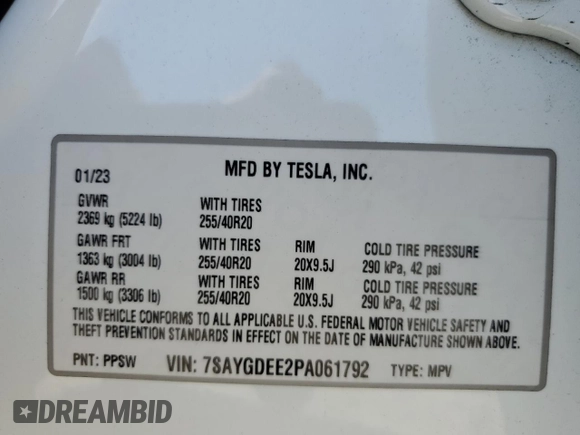 MFD BY TESLA, INC.
01/23
GVWR WITH TIRES
2369 kg (5224 lb) 255/40R20
GAWR FRT WITH TIRES RIM COLD TIRE PRESSURE
1363 kg (3004 lb) 255/40R20 20X9.5J 290 kPa, 42 psi
GAWR RR WITH TIRES RIM COLD TIRE PRESSURE
1500 kg (3306 lb) 255/40R20 20X9.5J 290 kPa, 42 psi
THIS VEHICLE CONFORMS TO ALL APPLICABLE U.S. FEDERAL MOTOR VEHICLE SAFETY AND
THEFT PREVENTION STANDARDS IN EFFECT ON THE DATE OF MANUFACTURE SHOWN ABOVE.
PNT: PPSW VIN: 7SAYGDEE2PA061792 TYPE: MPV
DREAMBID